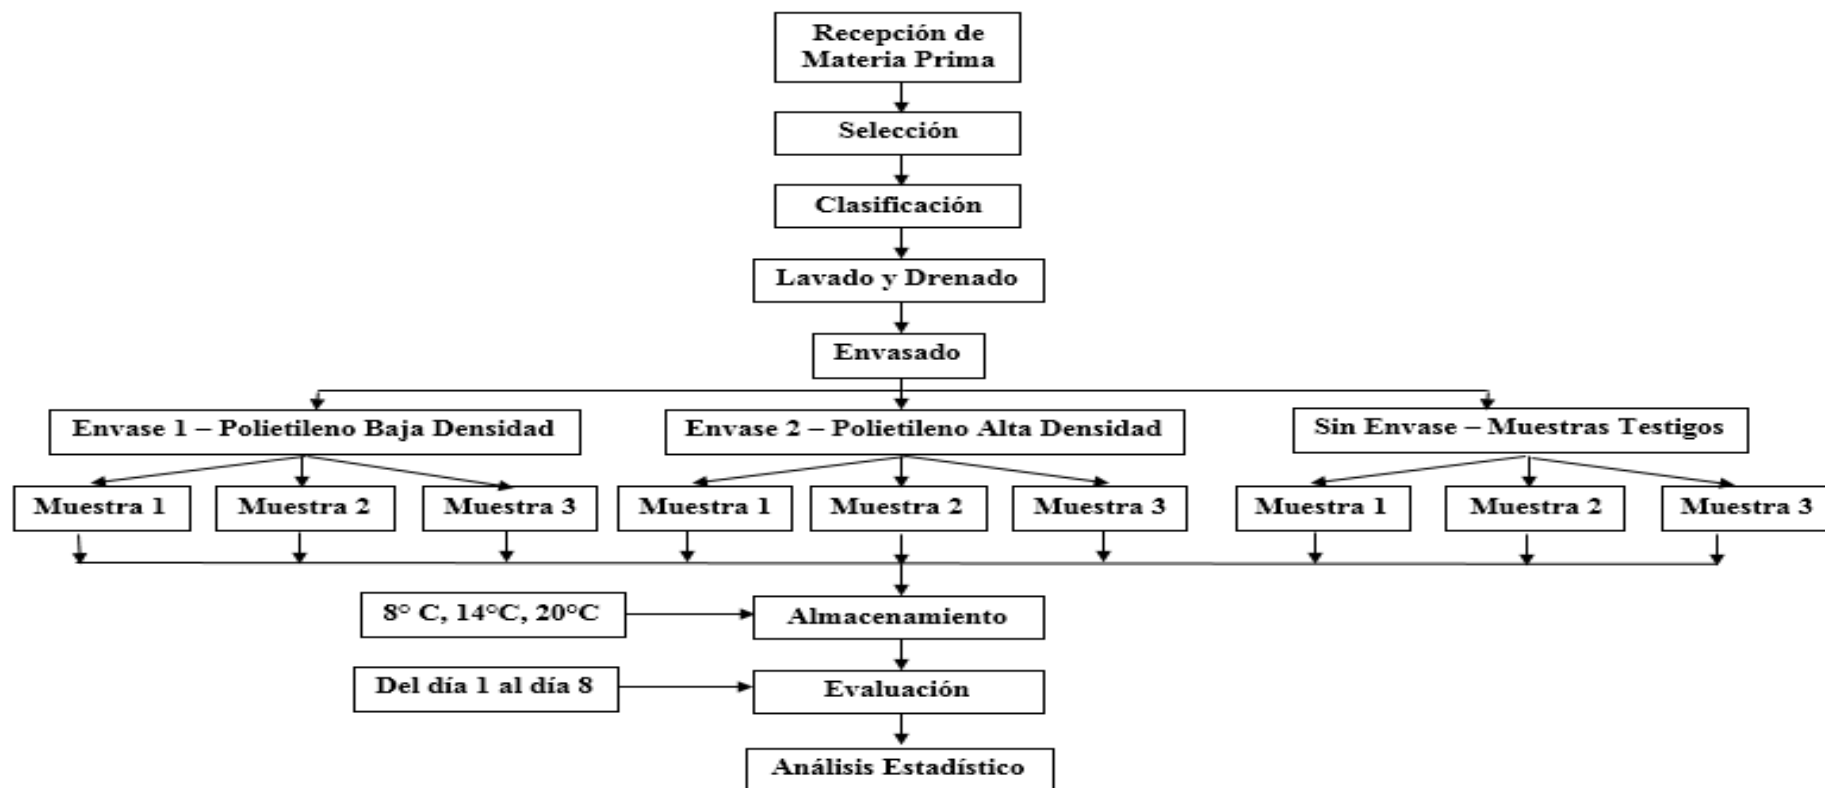 Recepción de
Materia Prima
Selección
Clasificación
Lavado y Drenado
Envasado
Envase 1 – Polietileno Baja Densidad
Envase 2 – Polietileno Alta Densidad
Sin Envase – Muestras Testigos
Muestra 1
Muestra 2
Muestra 3
Muestra 1
Muestra 2
Muestra 3
Muestra 1
Muestra 2
Muestra 3
8° C, 14°C, 20°C
Almacenamiento
Del día 1 al día 8
Evaluación
Análisis Estadístico